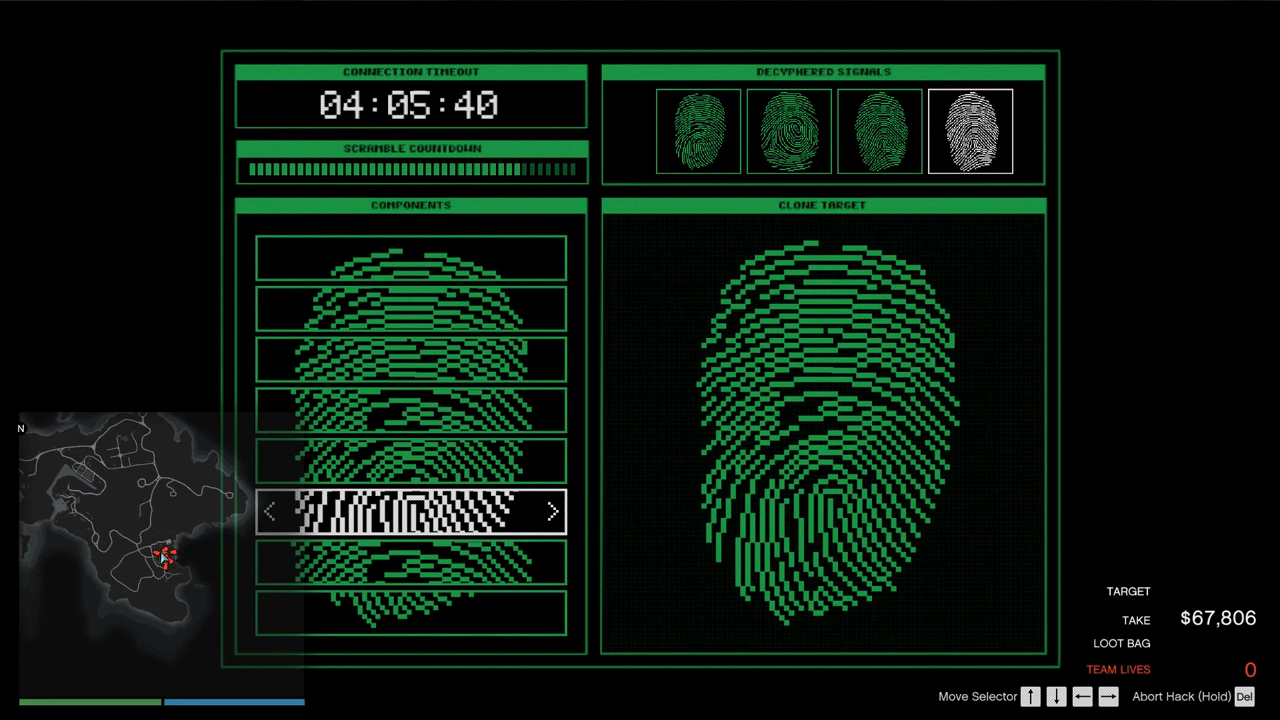 CONNECTION TIMEOUT
04:05:40
SCRAMBLE COUNTDOWN
COMPONENTS
DECYPHERED SIGNALS
CLONE TARGET
N
TARGET
TAKE $67,806
LOOT BAG
TEAM LIVES 0
Move Selector ↑ ↓ ← → Abort Hack (Hold) Del